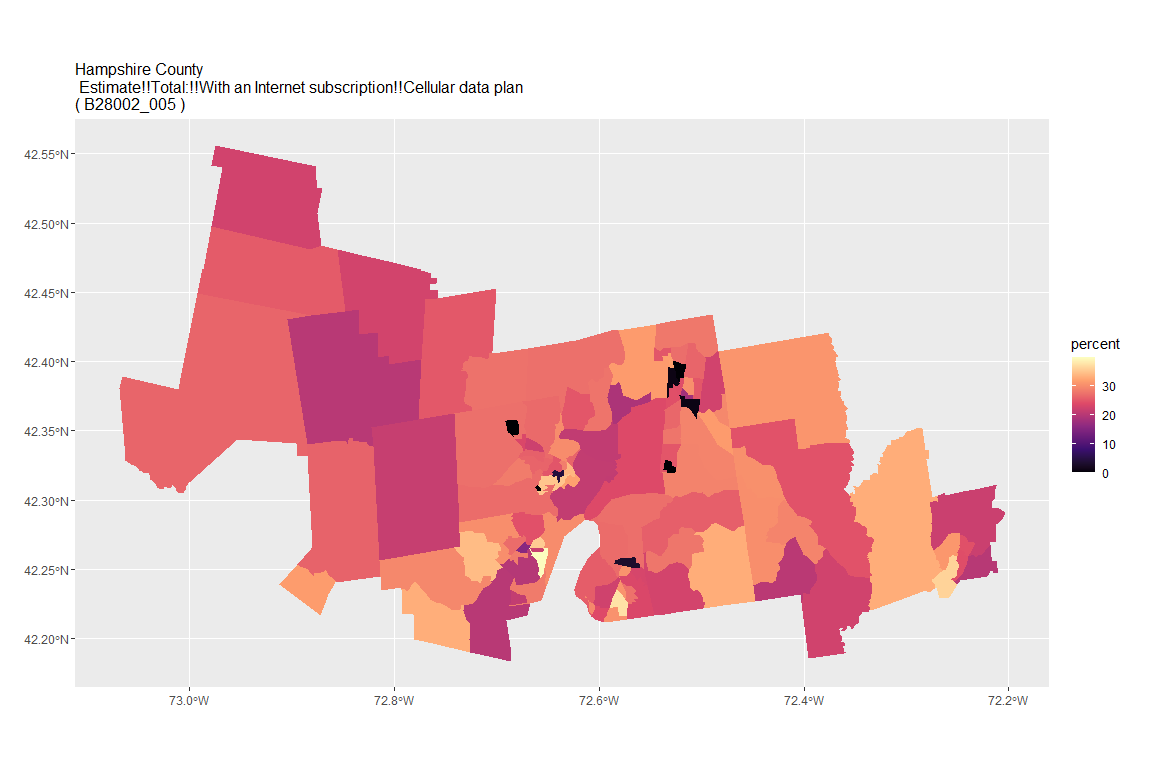 Hampshire County
Estimate!!Total:!!With an Internet subscription!!Cellular data plan
( B28002_005 )
42.55°N
42.50°N
42.45°N
42.40°N
42.35°N
42.30°N
42.25°N
42.20°N
73.0°W
72.8°W
72.6°W
72.4°W
72.2°W
percent
30
20
10
0